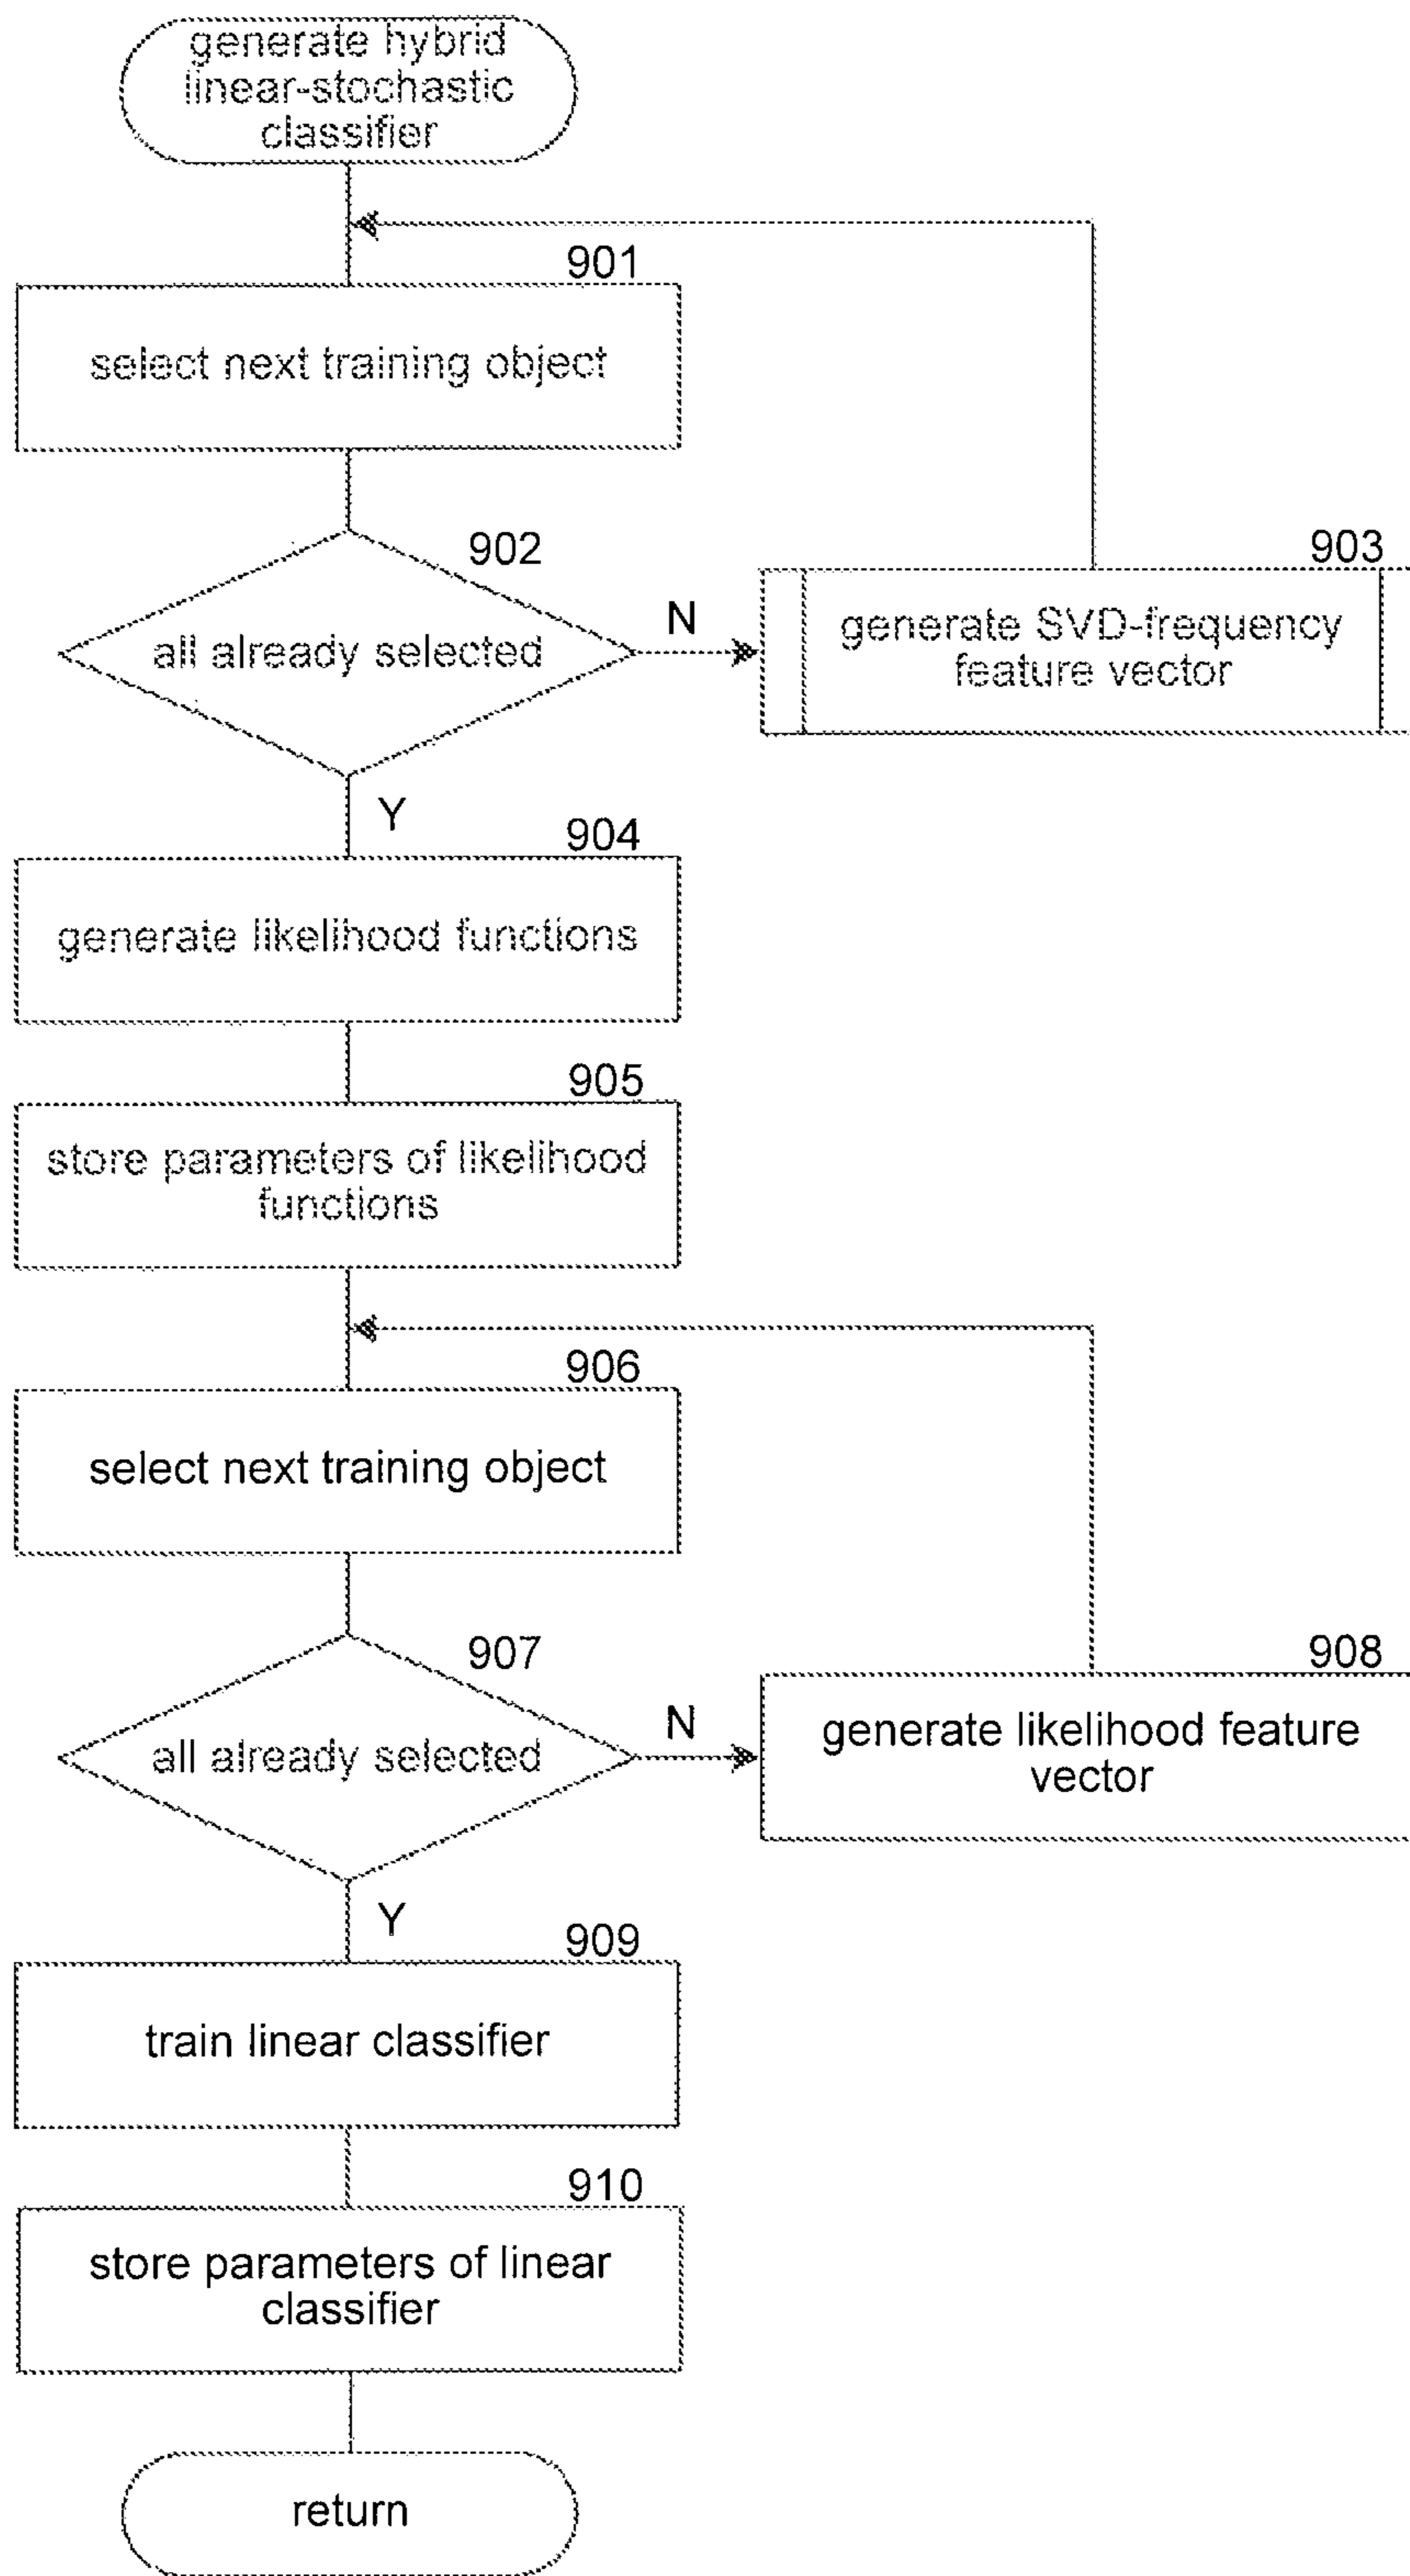 generate hybrid
linear-stochastic
classifier
901
select next training object
902
all already selected
N
903
generate SVD-frequency
feature vector
Y
904
generate likelihood functions
905
store parameters of likelihood
functions
906
select next training object
907
all already selected
N
908
generate likelihood feature
vector
Y
909
train linear classifier
910
store parameters of linear
classifier
return